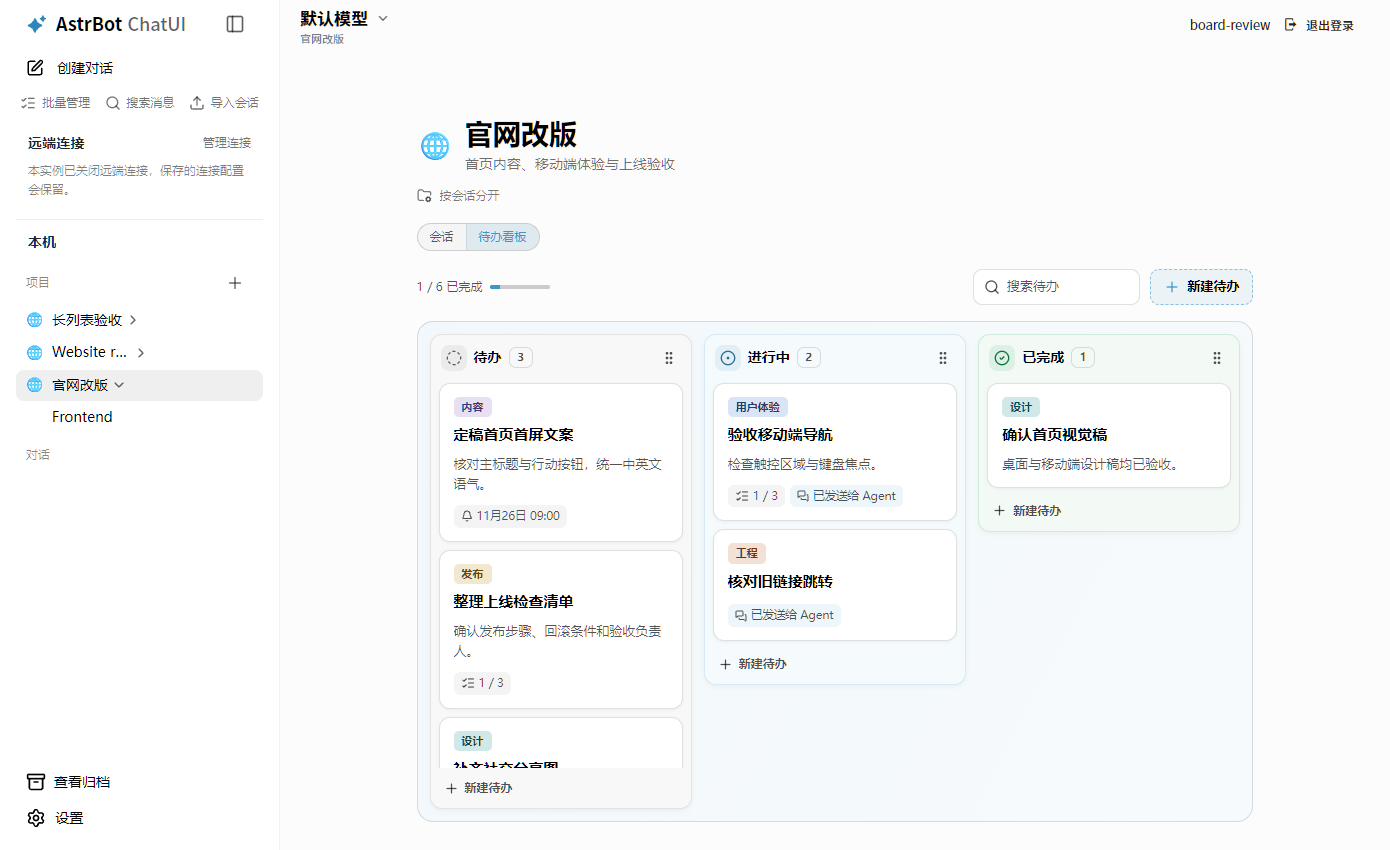 AstrBot ChatUI
创建对话
批量管理 搜索消息 导入会话
远端连接 管理连接
本实例已关闭远端连接，保存的连接配置
会保留。
本机
项目
长列表验收
Website r...
官网改版
Frontend
对话
查看归档
设置
默认模型
官网改版
board-review 退出登录
官网改版
首页内容、移动端体验与上线验收
按会话分开
会话 待办看板
1 / 6 已完成
搜索待办
新建待办
待办 3
内容
定稿首页首屏文案
核对主标题与行动按钮，统一中英文
语气。
11月26日 09:00
发布
整理上线检查清单
确认发布步骤、回滚条件和验收负责
人。
1 / 3
设计
补齐社交分享图
新建待办
进行中 2
用户体验
验收移动端导航
检查触控区域与键盘焦点。
1 / 3 已发送给 Agent
工程
核对旧链接跳转
已发送给 Agent
新建待办
已完成 1
设计
确认首页视觉稿
桌面与移动端设计稿均已验收。
新建待办